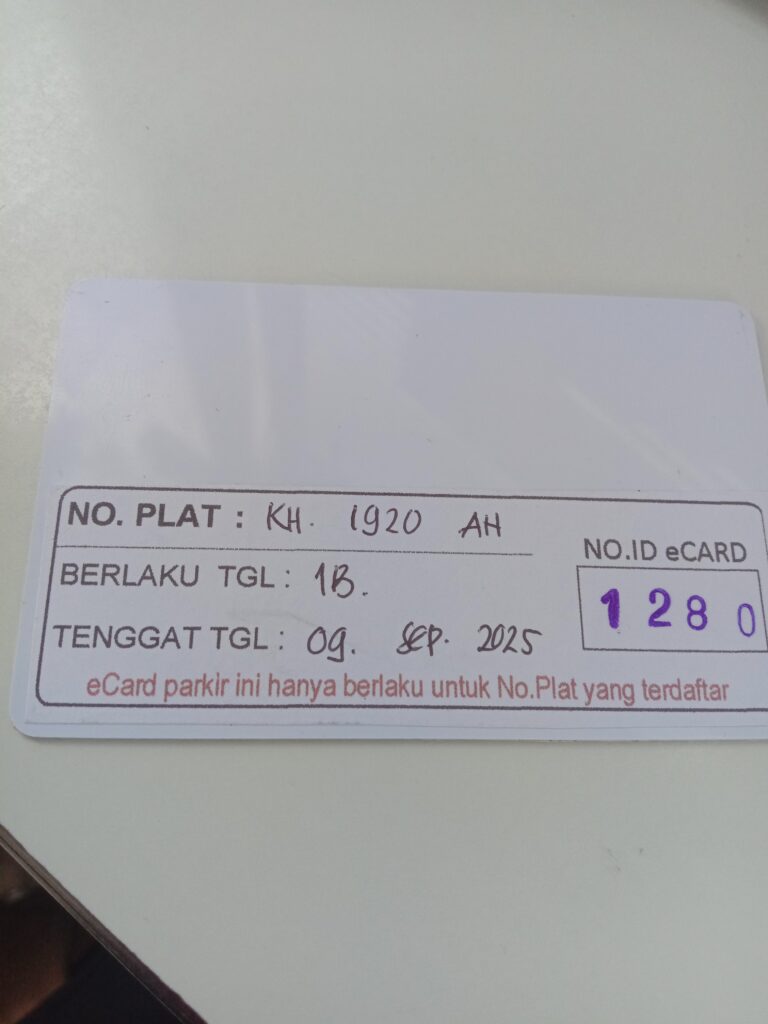 NO. PLAT : KH. 1920 AH
NO.ID eCARD
1280
BERLAKU TGL : 1B.
TENGGAT TGL : 09. SEP. 2025
eCard parkir ini hanya berlaku untuk No.Plat yang terdaftar